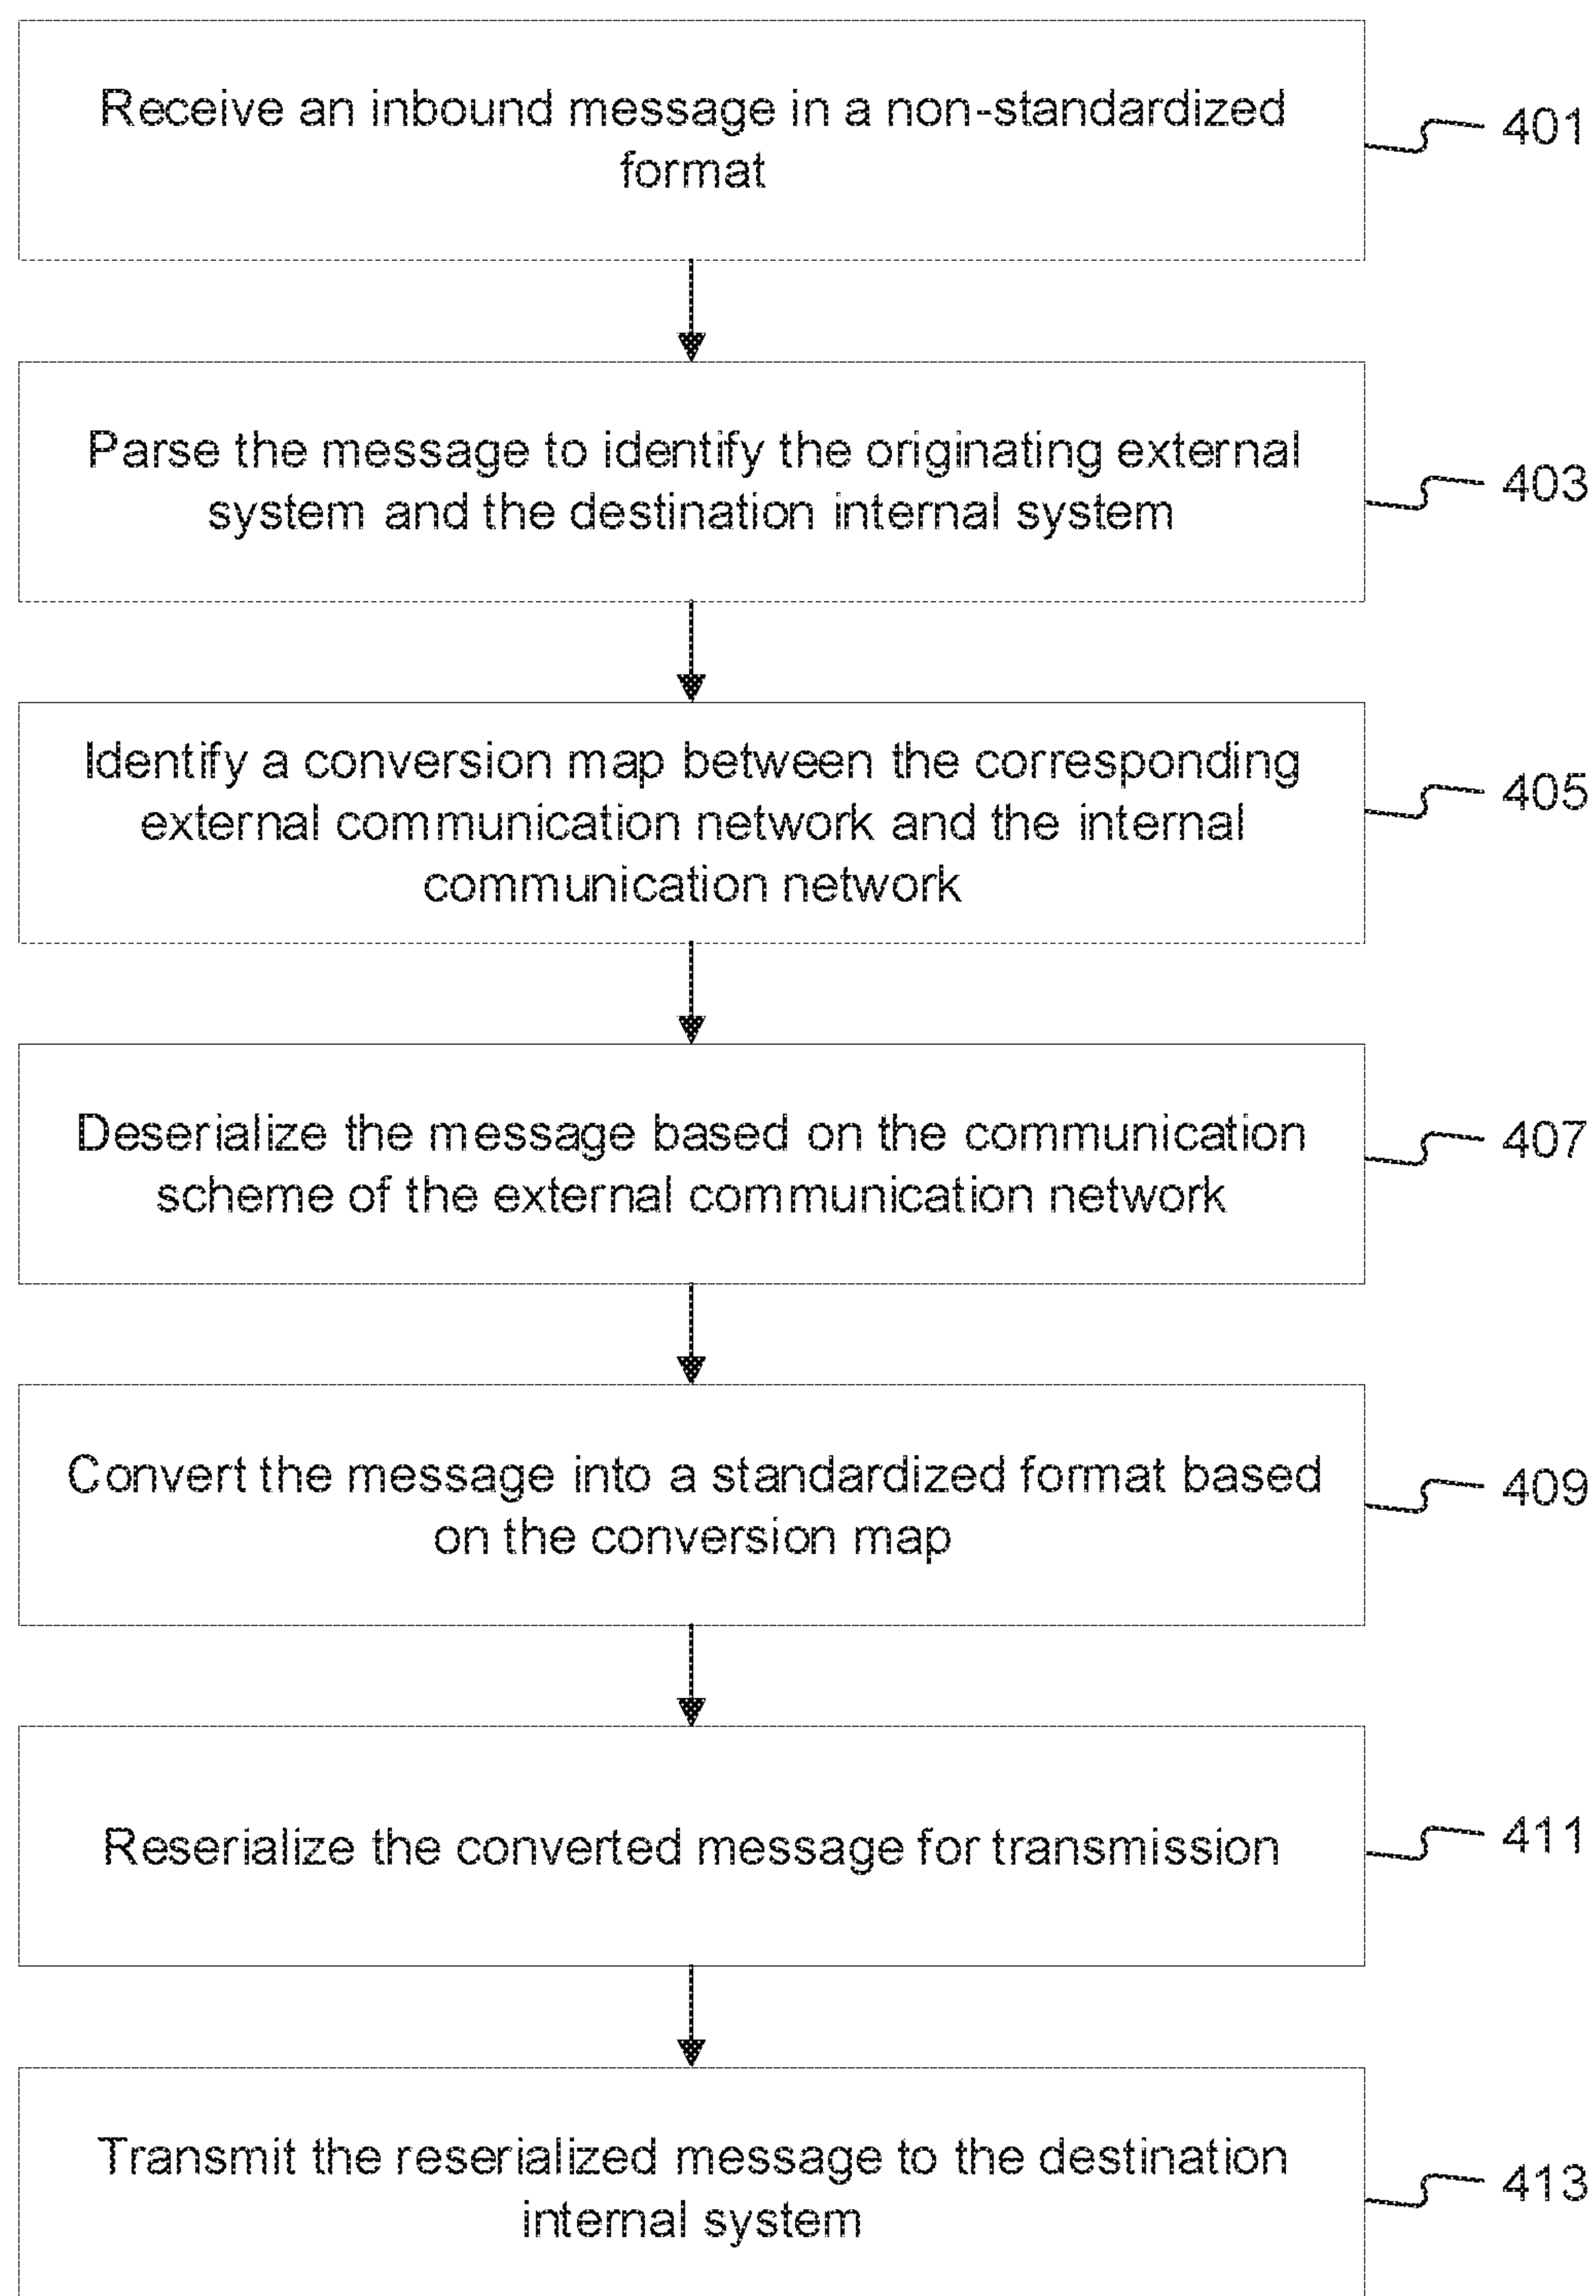 Receive an inbound message in a non-standardized
format
401
Parse the message to identify the originating external
system and the destination internal system
403
Identify a conversion map between the corresponding
external communication network and the internal
communication network
405
Deserialize the message based on the communication
scheme of the external communication network
407
Convert the message into a standardized format based
on the conversion map
409
Reserialize the converted message for transmission
411
Transmit the reserialized message to the destination
internal system
413